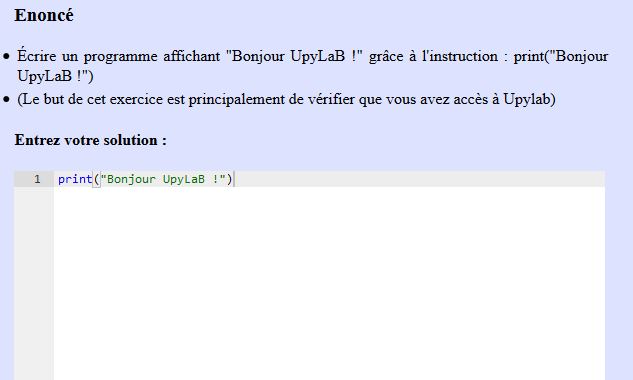 Enoncé
Écrire un programme affichant "Bonjour UpyLaB !" grâce à l'instruction : print("Bonjour
UpyLaB !")
(Le but de cet exercice est principalement de vérifier que vous avez accès à Upylab)
Entrez votre solution :
1 print("Bonjour UpyLaB !")